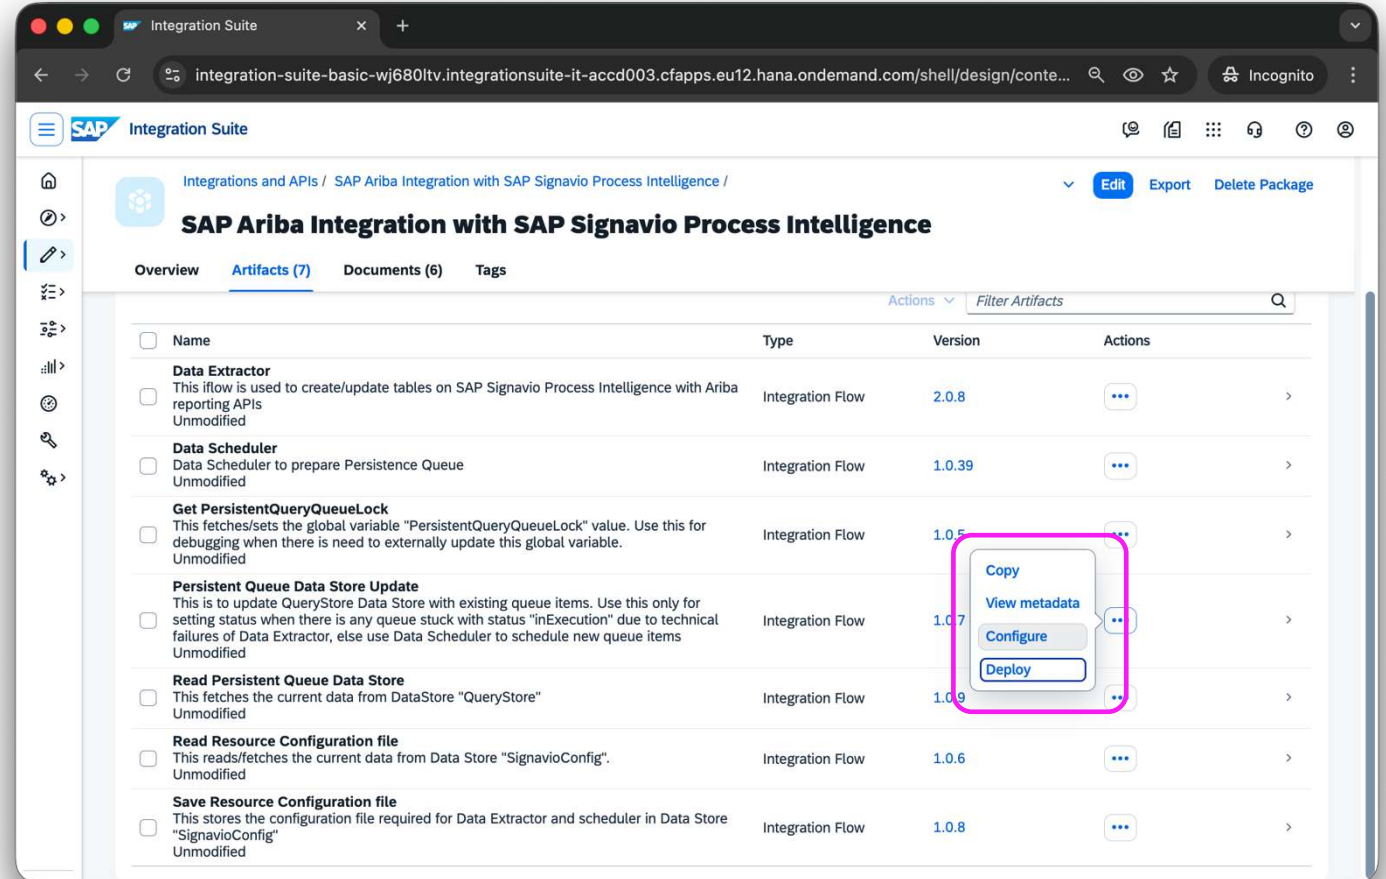 SAP Integration Suite
integration-suite-basic-wj680ltv.integrationsuite-it-accd003.cfapps.eu12.hana.ondemand.com/shell/design/conte...
Incognito
SAP Integration Suite
Integrations and APIs / SAP Ariba Integration with SAP Signavio Process Intelligence /
Edit Export Delete Package
SAP Ariba Integration with SAP Signavio Process Intelligence
Overview Artifacts (7) Documents (6) Tags
Actions Filter Artifacts
Name Type Version Actions
Data Extractor
This iflow is used to create/update tables on SAP Signavio Process Intelligence with Ariba
reporting APIs
Unmodified
Integration Flow 2.0.8
Data Scheduler
Data Scheduler to prepare Persistence Queue
Unmodified
Integration Flow 1.0.39
Get PersistentQueryQueueLock
This fetches/sets the global variable "PersistentQueryQueueLock" value. Use this for
debugging when there is need to externally update this global variable.
Unmodified
Integration Flow 1.0.5
Persistent Queue Data Store Update
This is to update QueryStore Data Store with existing queue items. Use this only for
setting status when there is any queue stuck with status "inExecution" due to technical
failures of Data Extractor, else use Data Scheduler to schedule new queue items
Unmodified
Integration Flow 1.0.7
Copy
View metadata
Configure
Deploy
Read Persistent Queue Data Store
This fetches the current data from DataStore "QueryStore"
Unmodified
Integration Flow 1.0.9
Read Resource Configuration file
This reads/fetches the current data from Data Store "SignavioConfig".
Unmodified
Integration Flow 1.0.6
Save Resource Configuration file
This stores the configuration file required for Data Extractor and scheduler in Data Store
"SignavioConfig"
Unmodified
Integration Flow 1.0.8